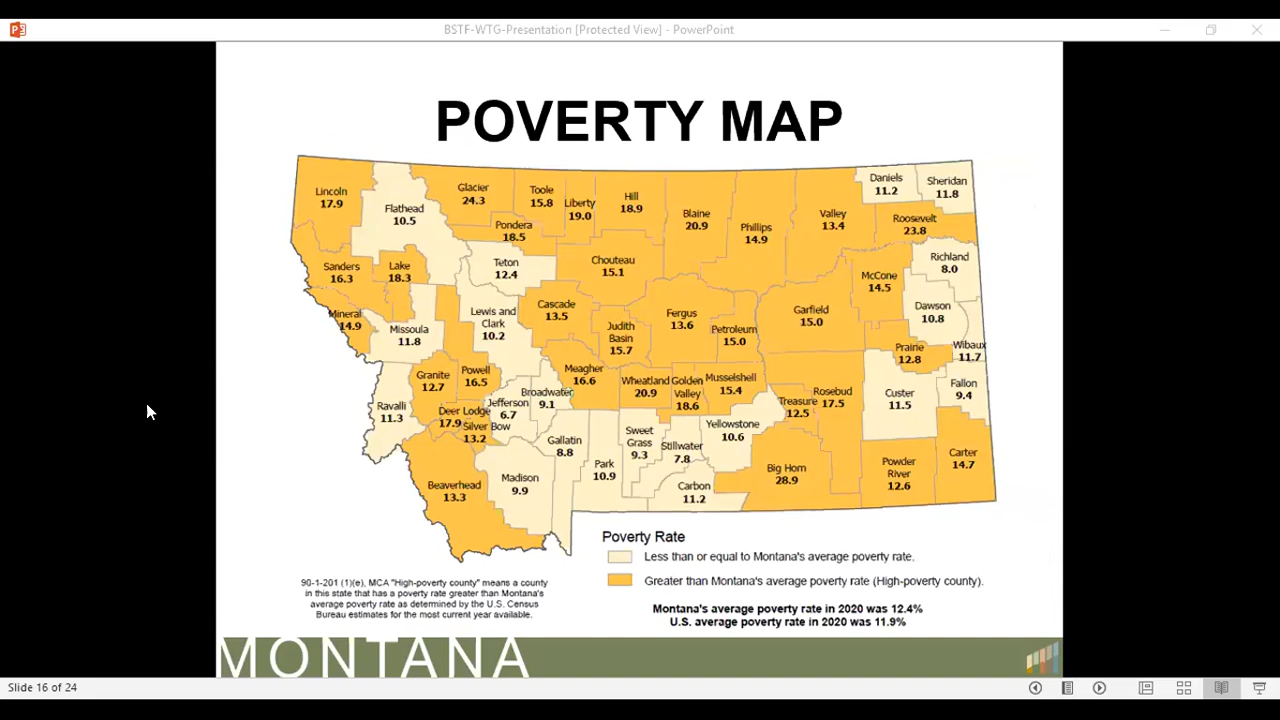 BSTF-WTG-Presentation [Protected View] - PowerPoint
POVERTY MAP
Lincoln
17.9
Flathead
10.5
Glacier
24.3
Toole
15.8
Liberty
19.0
Hill
18.9
Blaine
20.9
Phillips
14.9
Valley
13.4
Daniels
11.2
Sheridan
11.8
Roosevelt
23.8
Pondera
18.5
Sanders
16.3
Lake
18.3
Teton
12.4
Chouteau
15.1
McCone
14.5
Richland
8.0
Dawson
10.8
Mineral
14.9
Missoula
11.8
Lewis and
Clark
10.2
Cascade
13.5
Judith
Basin
15.7
Fergus
13.6
Petroleum
15.0
Garfield
15.0
Prairie
12.8
Wibaux
11.7
Granite
12.7
Powell
16.5
Meagher
16.6
Wheatland
20.9
Golden
Valley
18.6
Musselshell
15.4
Treasure
12.5
Rosebud
17.5
Custer
11.5
Fallon
9.4
Ravalli
11.3
Deer Lodge
17.9
Silver Bow
13.2
Jefferson
6.7
Broadwater
9.1
Gallatin
8.8
Park
10.9
Sweet
Grass
9.3
Stillwater
7.8
Yellowstone
10.6
Carbon
11.2
Big Horn
28.9
Powder
River
12.6
Carter
14.7
Beaverhead
13.3
Madison
9.9
Poverty Rate
Less than or equal to Montana's average poverty rate.
Greater than Montana's average poverty rate (High-poverty county).
90-1-201 (1)(e), MCA "High-poverty county" means a county
in this state that has a poverty rate greater than Montana's
average poverty rate as determined by the U.S. Census
Bureau estimates for the most current year available.
Montana's average poverty rate in 2020 was 12.4%
U.S. average poverty rate in 2020 was 11.9%
MONTANA
Slide 16 of 24